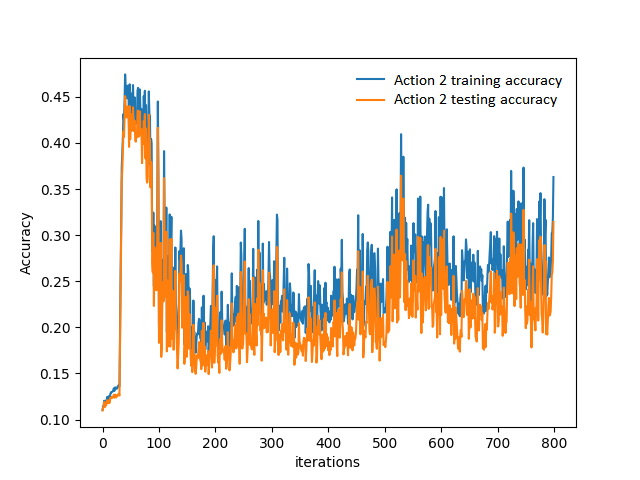 Action 2 training accuracy
Action 2 testing accuracy
0.45
0.40
0.35
0.30
0.25
0.20
0.15
0.10
Accuracy
0 100 200 300 400 500 600 700 800
iterations